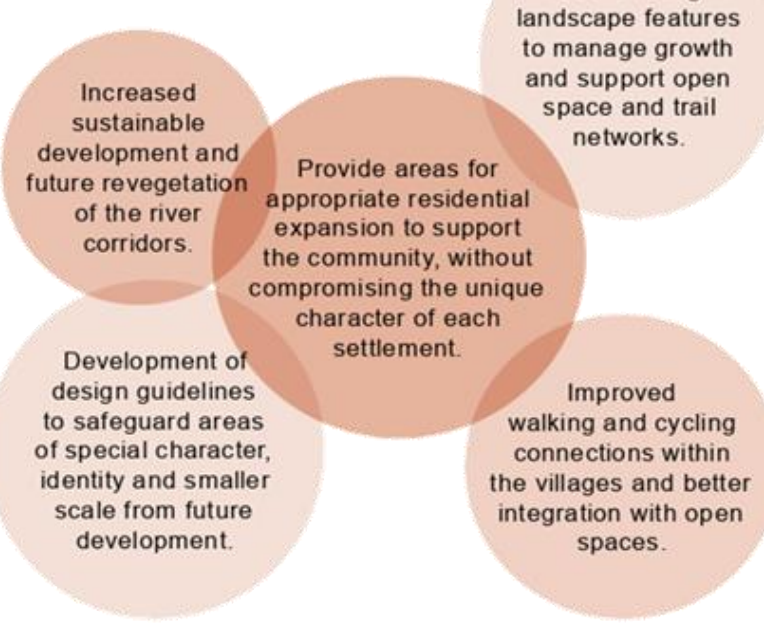 Increased
sustainable
development and
future revegetation
of the river
corridors.
landscape features
to manage growth
and support open
space and trail
networks.
Provide areas for
appropriate residential
expansion to support
the community, without
compromising the unique
character of each
settlement.
Development of
design guidelines
to safeguard areas
of special character,
identity and smaller
scale from future
development.
Improved
walking and cycling
connections within
the villages and better
integration with open
spaces.